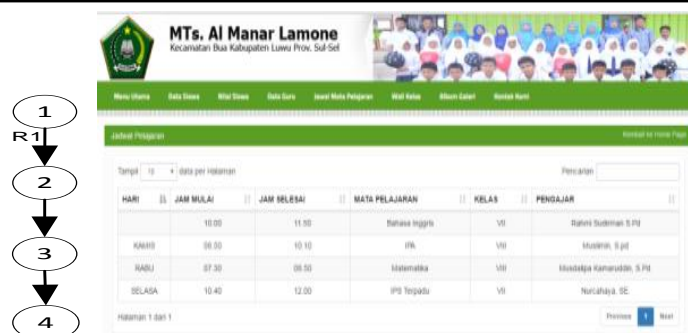 MTs. Al Manar Lamone
Kecamatan Bua Kabupaten Luwu Prov. Sul-Sel
Menu Utama Data Siswa Nilai Siswa Data Guru Jawal Mata Pelajaran Wali Kelas Album Galeri Kontak Kami
1
R1
Jadwal Pelajaran Kembali ke Home Page
Tampil 10 data per Halaman Pencarian
2
HARI JAM MULAI JAM SELESAI MATA PELAJARAN KELAS PENGAJAR
10.00 11.50 Bahasa Inggris VII Rahmi Sudirman S.Pd
KAMIS 08.50 10.10 IPA VIII Muslimin, S.pd
3
RABU 07.30 08.50 Matematika VIII Kamaruddin, S.Pd
SELASA 10.40 12.00 IPS Terpadu VII Nurcahaya, SE
Halaman 1 dari 1 Previous 1 Next
4